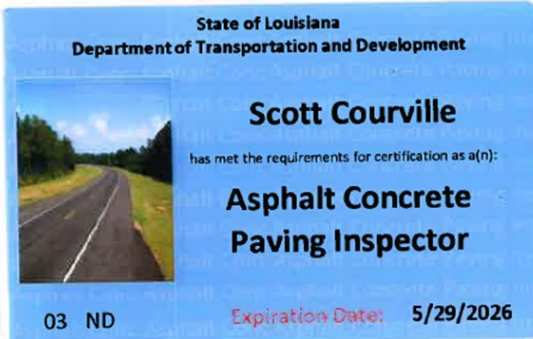 State of Louisiana
Department of Transportation and Development
Scott Courville
has met the requirements for certification as a(n):
Asphalt Concrete
Paving Inspector
03 ND
Expiration Date: 5/29/2026